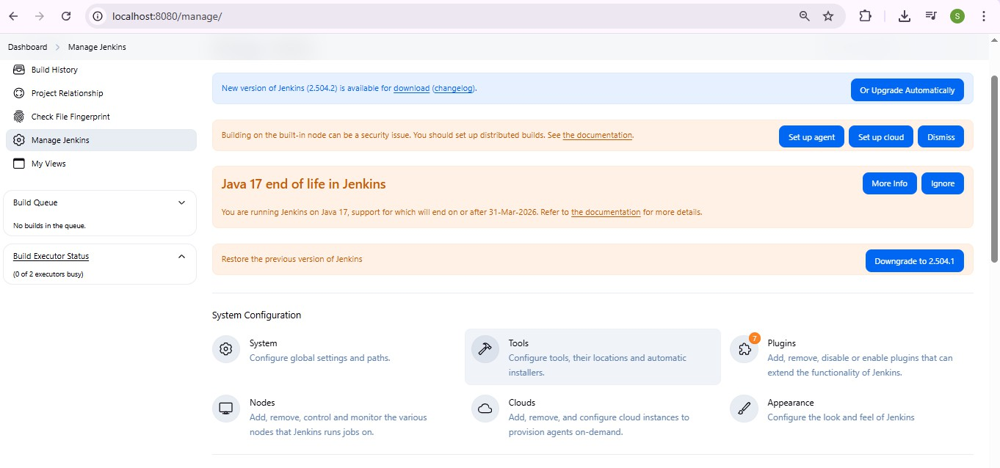 localhost:8080/manage/
S
Dashboard
Manage Jenkins
Build History
Project Relationship
Check File Fingerprint
Manage Jenkins
My Views
Build Queue
No builds in the queue.
Build Executor Status
(0 of 2 executors busy)
New version of Jenkins (2.504.2) is available for download (changelog).
Or Upgrade Automatically
Building on the built-in node can be a security issue. You should set up distributed builds. See the documentation.
Set up agent
Set up cloud
Dismiss
Java 17 end of life in Jenkins
More Info
Ignore
You are running Jenkins on Java 17, support for which will end on or after 31-Mar-2026. Refer to the documentation for more details.
Restore the previous version of Jenkins
Downgrade to 2.504.1
System Configuration
System
Configure global settings and paths.
Tools
Configure tools, their locations and automatic
installers.
7
Plugins
Add, remove, disable or enable plugins that can
extend the functionality of Jenkins.
Nodes
Add, remove, control and monitor the various
nodes that Jenkins runs jobs on.
Clouds
Add, remove, and configure cloud instances to
provision agents on-demand.
Appearance
Configure the look and feel of Jenkins